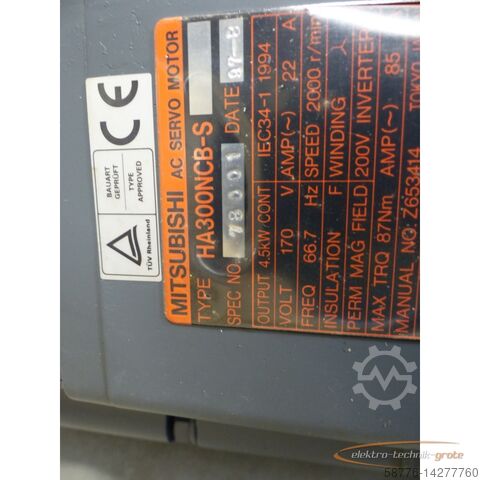 MITSUBISHI AC SERVO MOTOR
TYPE HA300NCB-S
SPEC NO. 78001 DATE 97-8
OUTPUT 4.5kW/CONT IEC34-1 1994
VOLT 170 V AMP(~) 22 A
FREQ 66.7 Hz SPEED 2000 r/min
INSULATION F WINDING
PERM MAG FIELD 200V INVERTER
MAX TRQ 87Nm AMP(~) 85
MANUAL NO. Z653414 TOKYO
BAUART
GEPRÜFT
TYPE
APPROVED
CE
TÜV Rheinland
elektro-technik-grote
58776-14277760